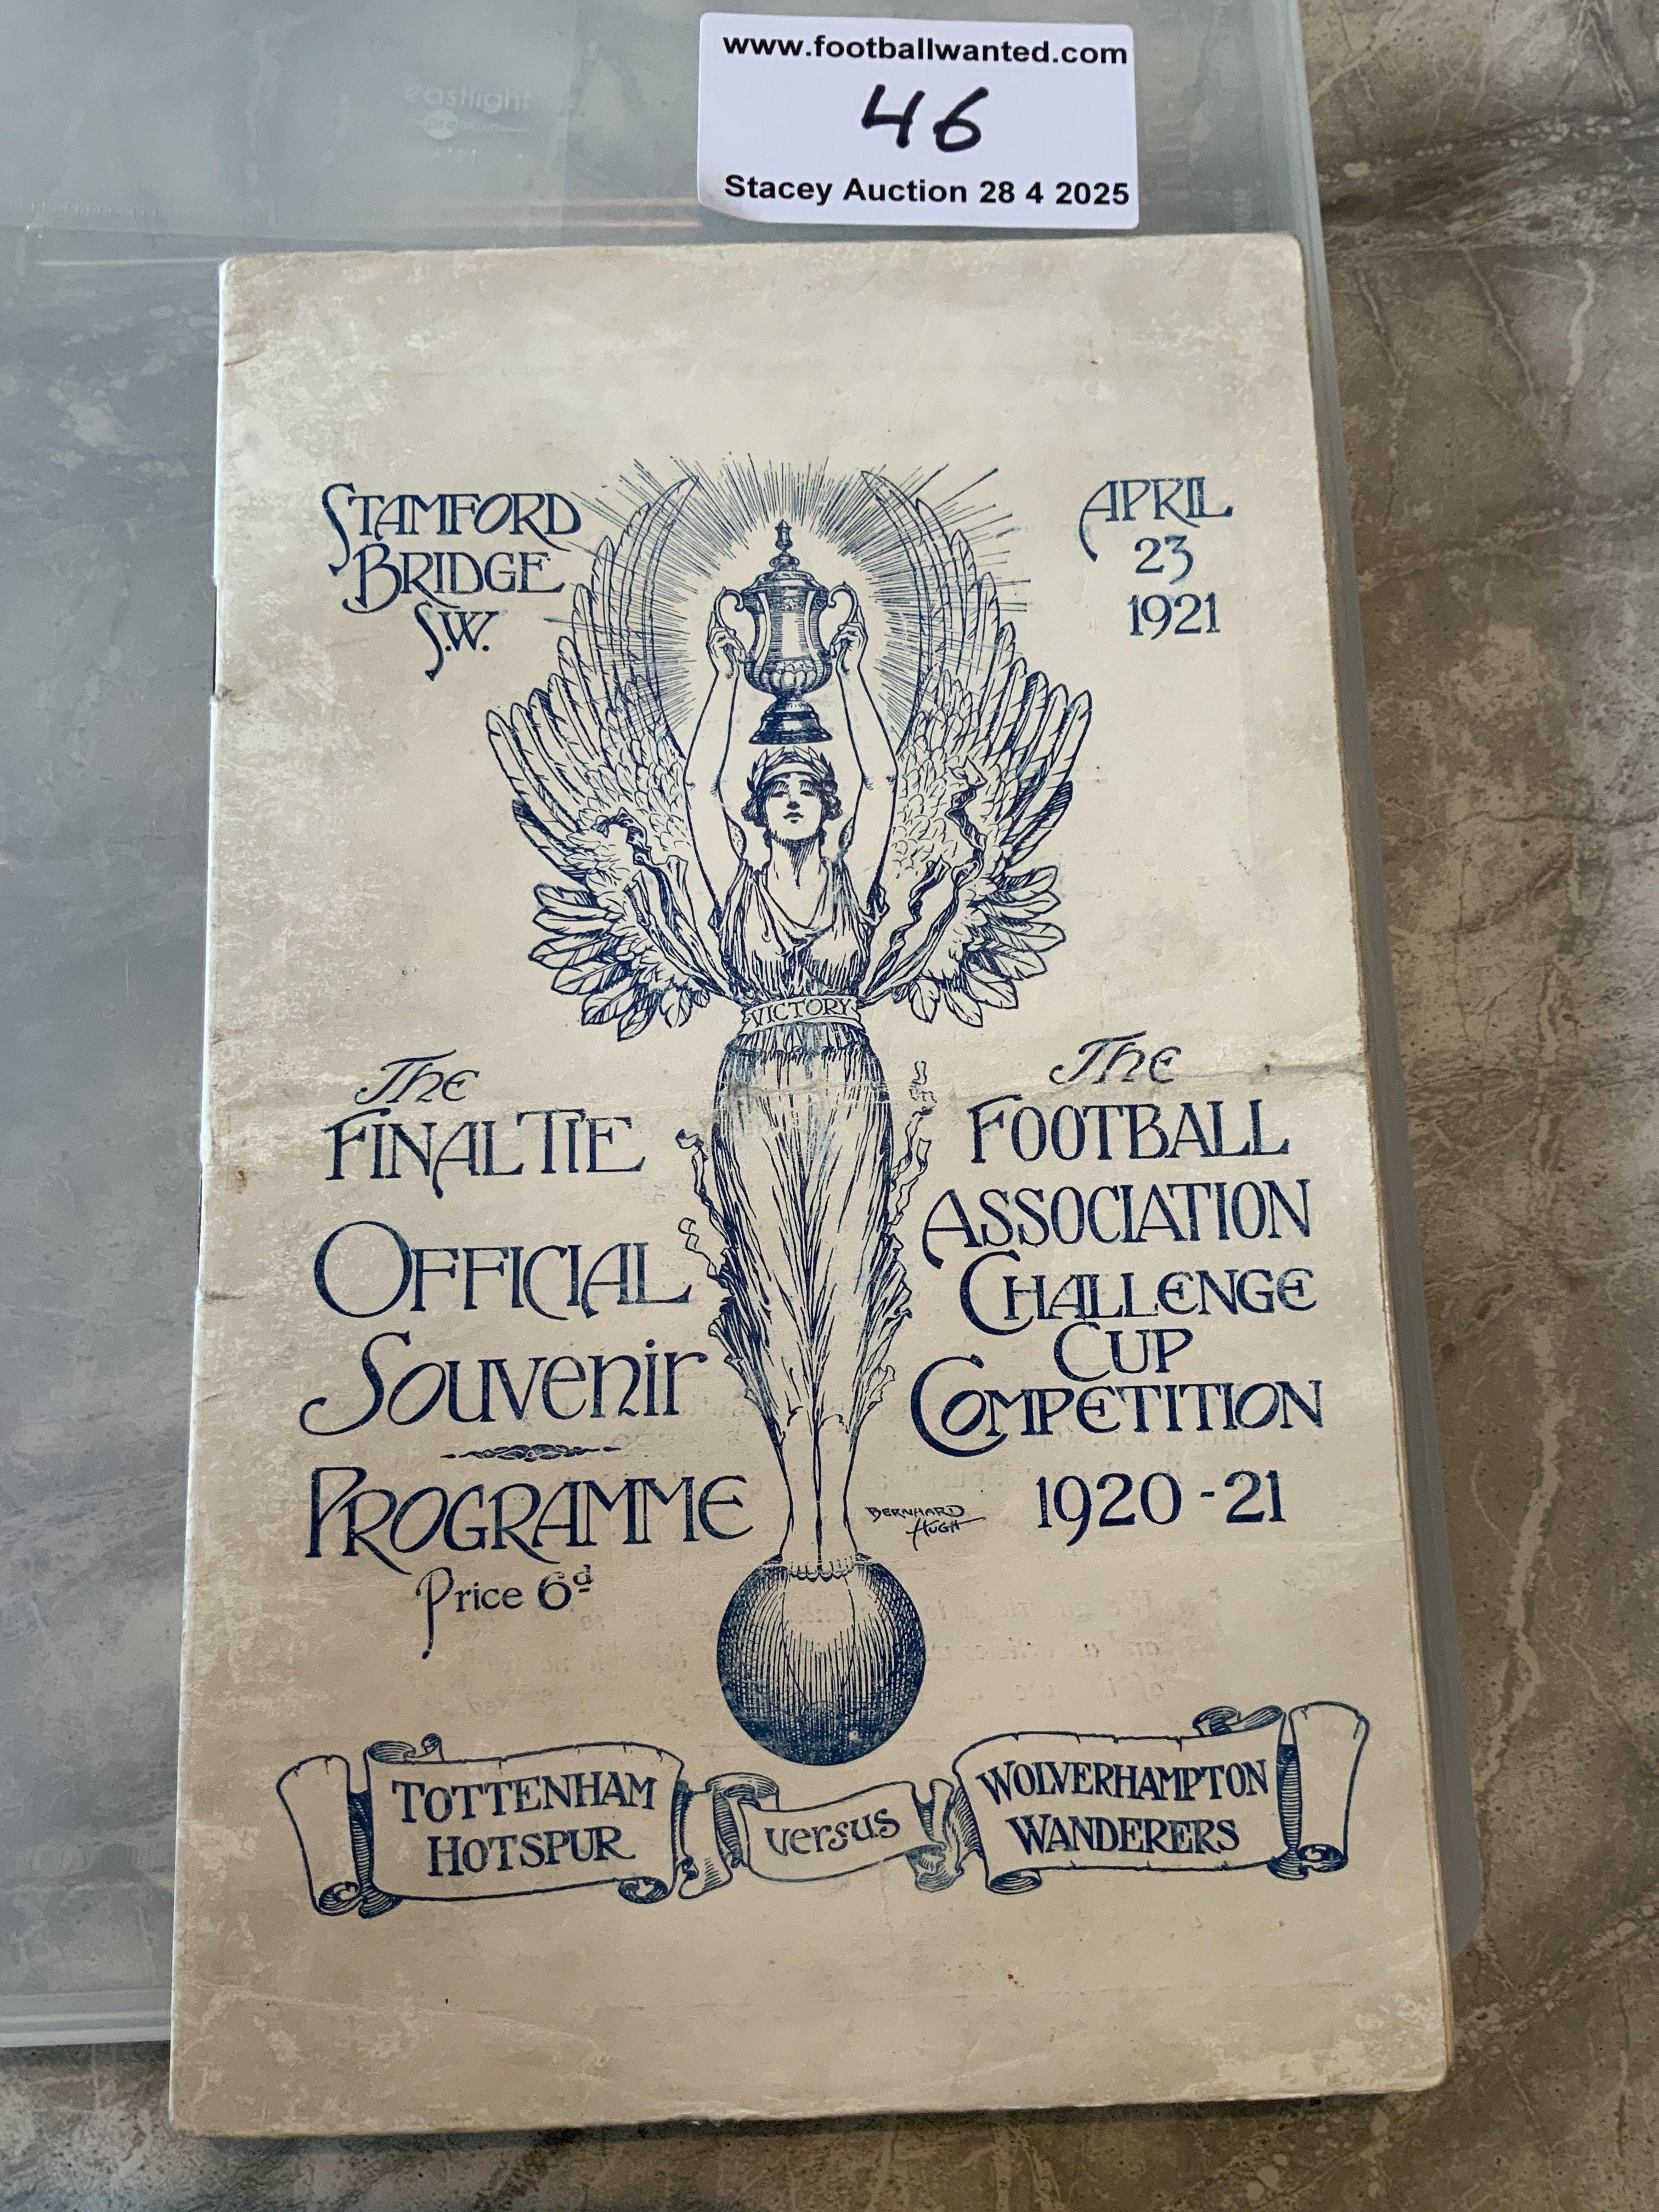 www.footballwanted.com
46
Stacey Auction 28 4 2025
eastlight
STAMFORD
BRIDGE
S.W.
APRIL
23
1921
VICTORY
The
FINAL TIE
OFFICIAL
Souvenir
PROGRAMME
Price 6d
The
FOOTBALL
ASSOCIATION
CHALLENGE
CUP
COMPETITION
1920-21
BERNHARD
HUGH
TOTTENHAM
HOTSPUR
versus
WOLVERHAMPTON
WANDERERS